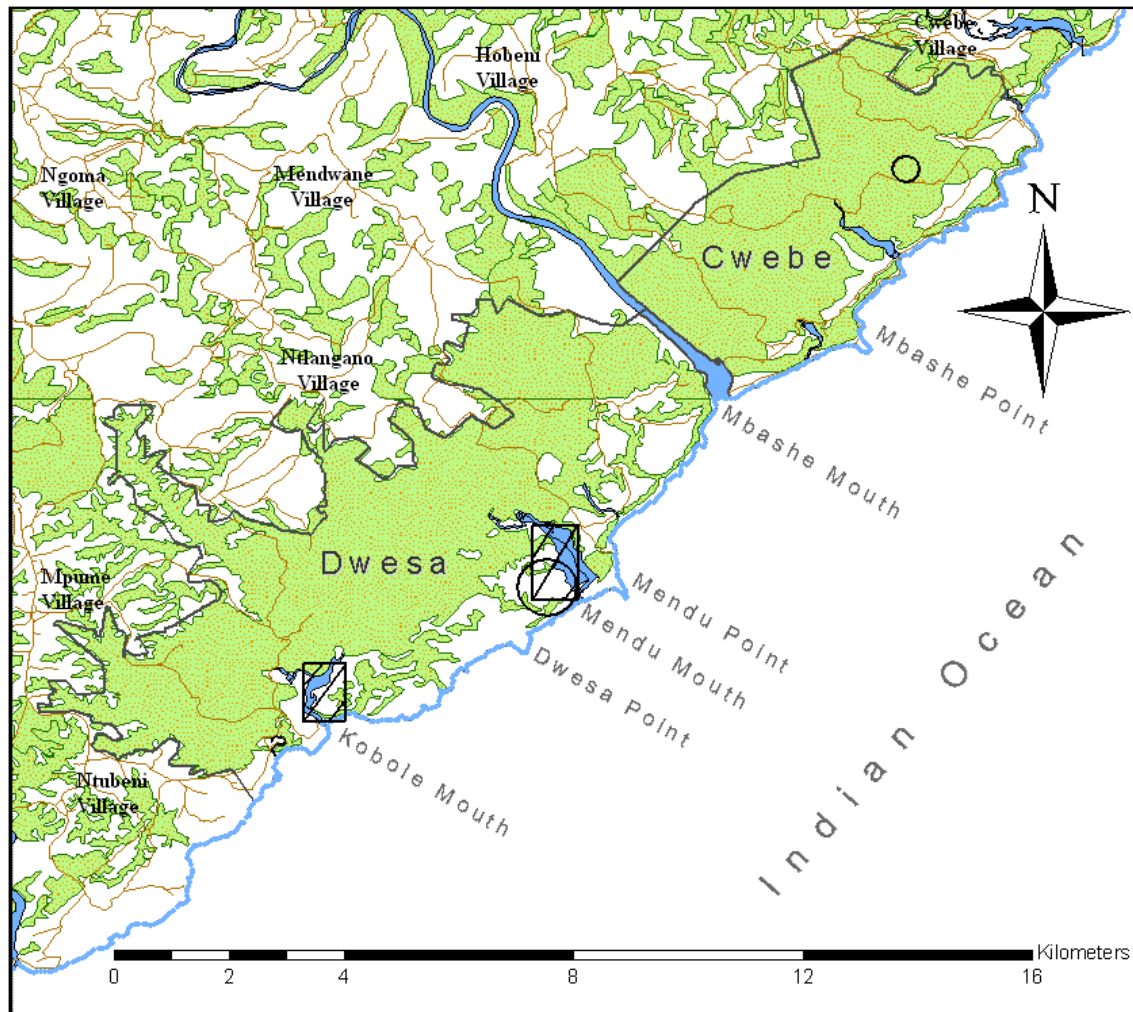 Cwebe
Village
Hobeni
Village
Ngoma
Village
Mendwane
Village
N
Cwebe
Mbashe Point
Ntlangano
Village
Mbashe Mouth
Dwesa
Mpume
Village
Mendu Point
Mendu Mouth
Dwesa Point
Indian Ocean
Kobole Mouth
Ntubeni
Village
Kilometers
0 2 4 8 12 16